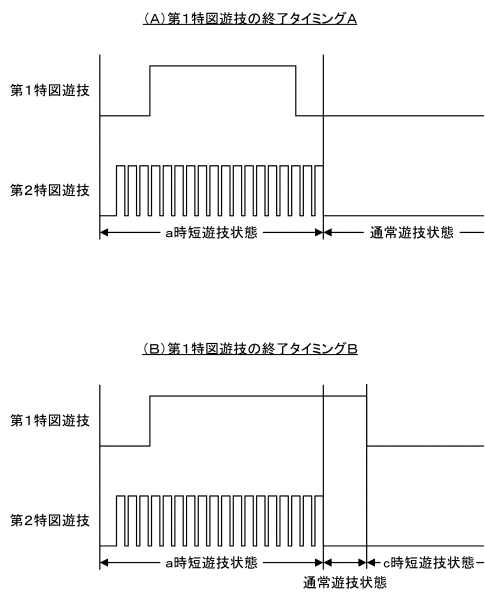 (A)第1特図遊技の終了タイミングA
第1特図遊技
第2特図遊技
a時短遊技状態
通常遊技状態
(B)第1特図遊技の終了タイミングB
第1特図遊技
第2特図遊技
a時短遊技状態
c時短遊技状態
通常遊技状態